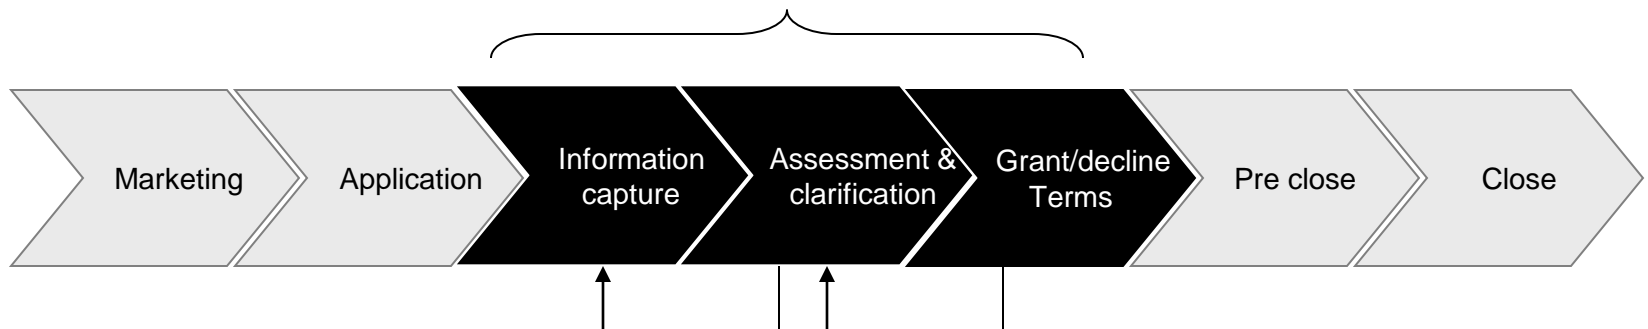 Marketing
Application
Information
capture
Assessment &
clarification
Grant/decline
Terms
Pre close
Close